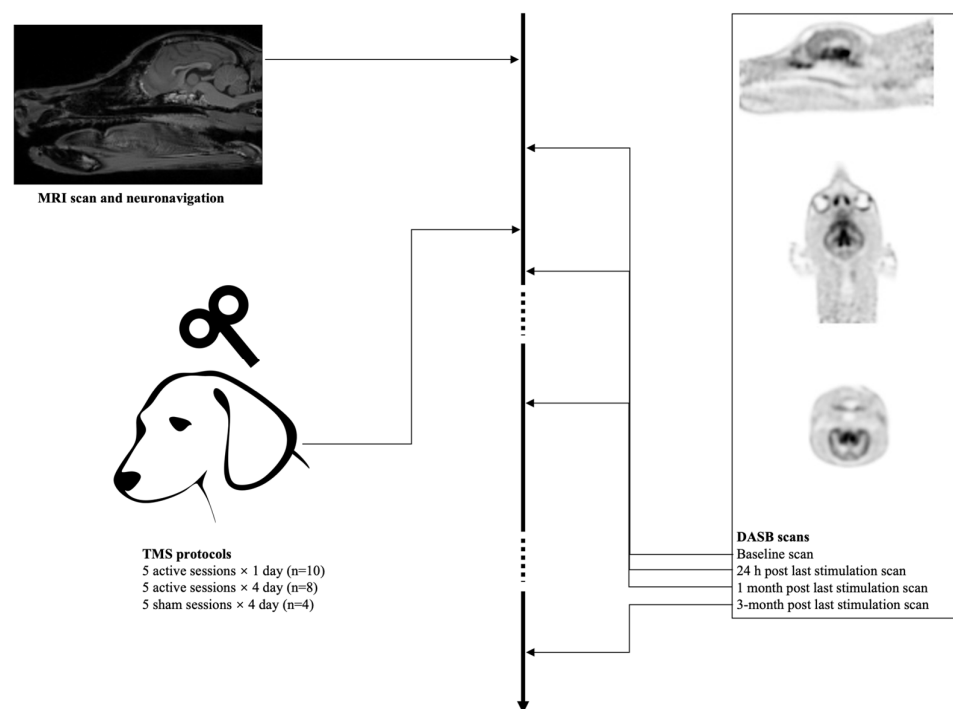 MRI scan and neuronavigation
TMS protocols
5 active sessions × 1 day (n=10)
5 active sessions × 4 day (n=8)
5 sham sessions × 4 day (n=4)
DASB scans
Baseline scan
24 h post last stimulation scan
1 month post last stimulation scan
3-month post last stimulation scan